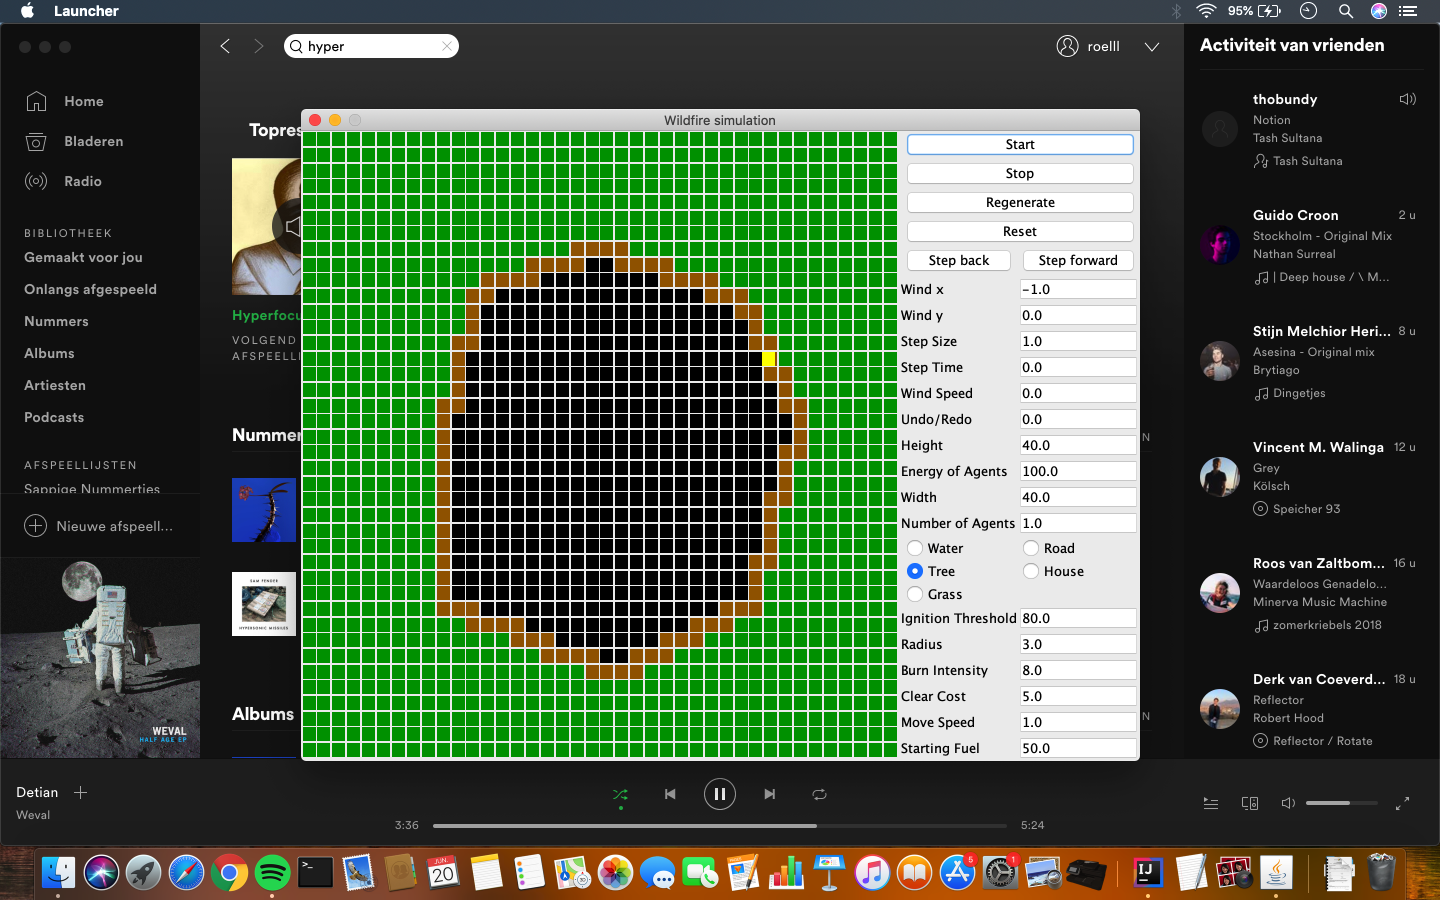 Launcher
95%
hyper
roelll
Home
Bladeren
Radio
BIBLIOTHEEK
Gemaakt voor jou
Onlangs afgespeeld
Nummers
Albums
Artiesten
Podcasts
AFSPEELLIJSTEN
Sappige Nummertjes
Nieuwe afspeell...
WEVAL
HALF AGE EP
Topres
Hyperfocu
VOLGEND
AFSPEELLI
Nummer
N
SAM FENDER
HYPERSONIC MISSILES
Albums
N
Wildfire simulation
Start
Stop
Regenerate
Reset
Step back
Step forward
Wind x
-1.0
Wind y
0.0
Step Size
1.0
Step Time
0.0
Wind Speed
0.0
Undo/Redo
0.0
Height
40.0
Energy of Agents
100.0
Width
40.0
Number of Agents
1.0
Water
Road
Tree
House
Grass
Ignition Threshold
80.0
Radius
3.0
Burn Intensity
8.0
Clear Cost
5.0
Move Speed
1.0
Starting Fuel
50.0
Activiteit van vrienden
thobundy
Notion
Tash Sultana
Tash Sultana
Guido Croon
2 u
Stockholm - Original Mix
Nathan Surreal
| Deep house / \ M...
Stijn Melchior Heri...
8 u
Asesina - Original mix
Brytiago
Dingetjes
Vincent M. Walinga
12 u
Grey
Kölsch
Speicher 93
Roos van Zaltbom...
16 u
Waardeloos Genadelo...
Minerva Music Machine
zomerkriebels 2018
Derk van Coeverd...
18 u
Reflector
Robert Hood
Reflector / Rotate
Detian
Weval
3:36
5:24
JUN.
20
5
1
IJ